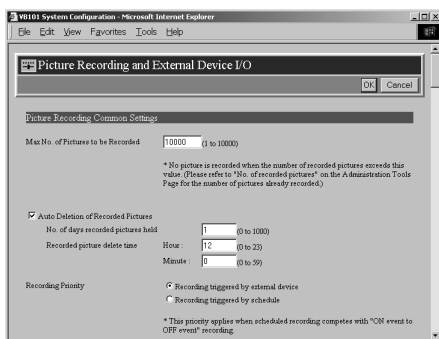 VB101 System Configuration - Microsoft Internet Explorer
File Edit View Favorites Tools Help
Picture Recording and External Device I/O
OK Cancel
Picture Recording Common Settings
Max No. of Pictures to be Recorded 10000 (1 to 10000)
* No picture is recorded when the number of recorded pictures exceeds this
value. (Please refer to "No. of recorded pictures" on the Administration Tools
Page for the number of pictures already recorded.)
Auto Deletion of Recorded Pictures
No. of days recorded pictures held 1 (0 to 1000)
Recorded picture delete time Hour : 12 (0 to 23)
Minute : 0 (0 to 59)
Recording Priority Recording triggered by external device
Recording triggered by schedule
* This priority applies when scheduled recording competes with "ON event to
OFF event" recording.